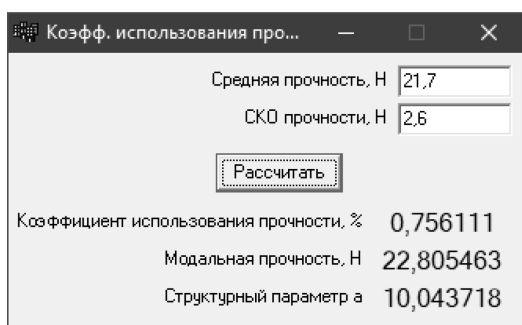 Коэфф. использования про...
Средняя прочность, Н 21,7
СКО прочности, Н 2,6
Рассчитать
Коэффициент использования прочности, % 0,756111
Модальная прочность, Н 22,805463
Структурный параметр a 10,043718